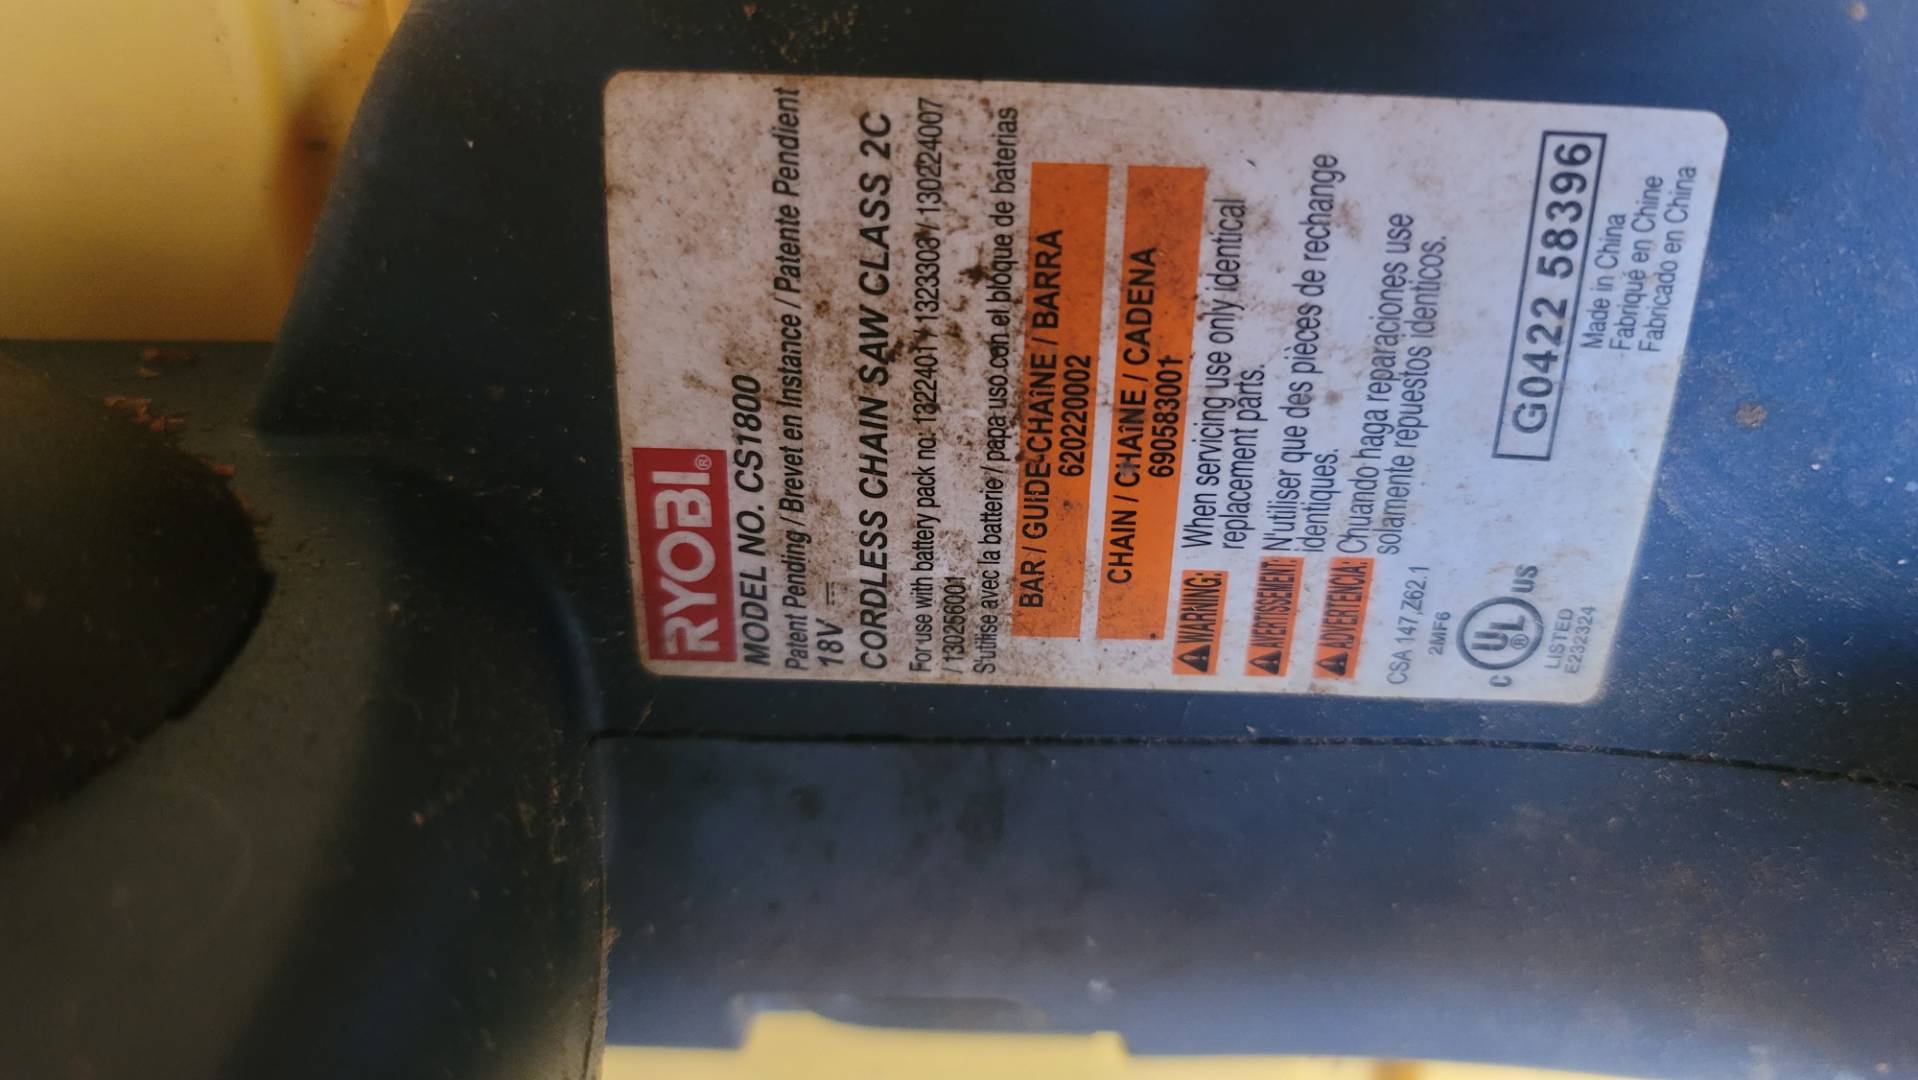 RYOBI®
MODEL NO. CS1800
Patent Pending / Brevet en Instance / Patente Pendient
18V ⎓
CORDLESS CHAIN SAW CLASS 2C
For use with battery pack no: 1322401 / 1323303 / 130224007
/ 130256001
S'utilise avec la batterie / papa uso con el bloque de baterias
BAR / GUIDE-CHAîNE / BARRA
620220002
CHAIN / CHAîNE / CADENA
690583001
WARNING: When servicing use only identical
replacement parts.
AVERTISSEMENT: N'utiliser que des pièces de rechange
identiques.
ADVERTENCIA: Chuando haga reparaciones use
solamente repuestos identicos.
CSA 147,Z62.1
2MF6
C UL ® US
LISTED
E232324
G0422 58396
Made in China
Fabriqué en Chine
Fabricado en China